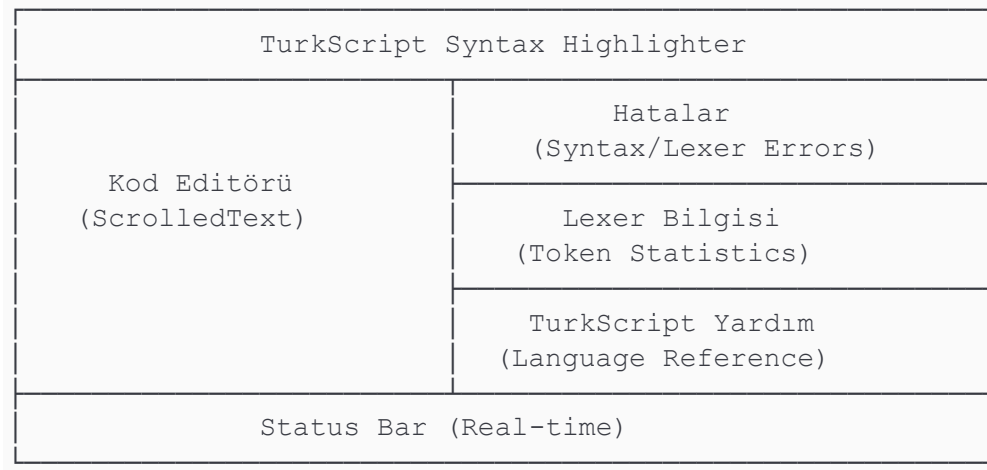 TurkScript Syntax Highlighter
Hatalar
(Syntax/Lexer Errors)
Kod Editörü
(ScrolledText)
Lexer Bilgisi
(Token Statistics)
TurkScript Yardım
(Language Reference)
Status Bar (Real-time)